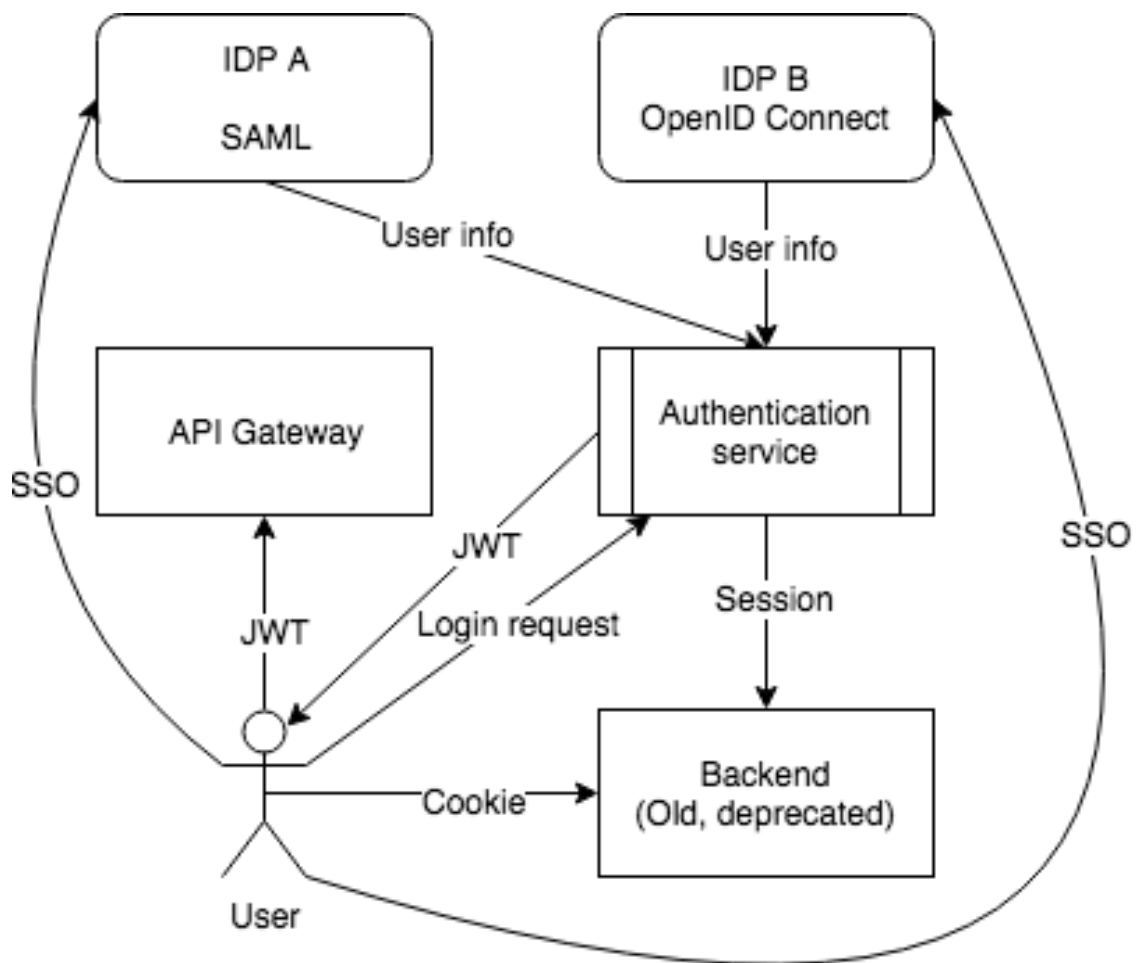 IDP A
SAML
IDP B
OpenID Connect
User info
User info
API Gateway
Authentication
service
SSO
SSO
JWT
Session
Login request
JWT
Backend
(Old, deprecated)
Cookie
User